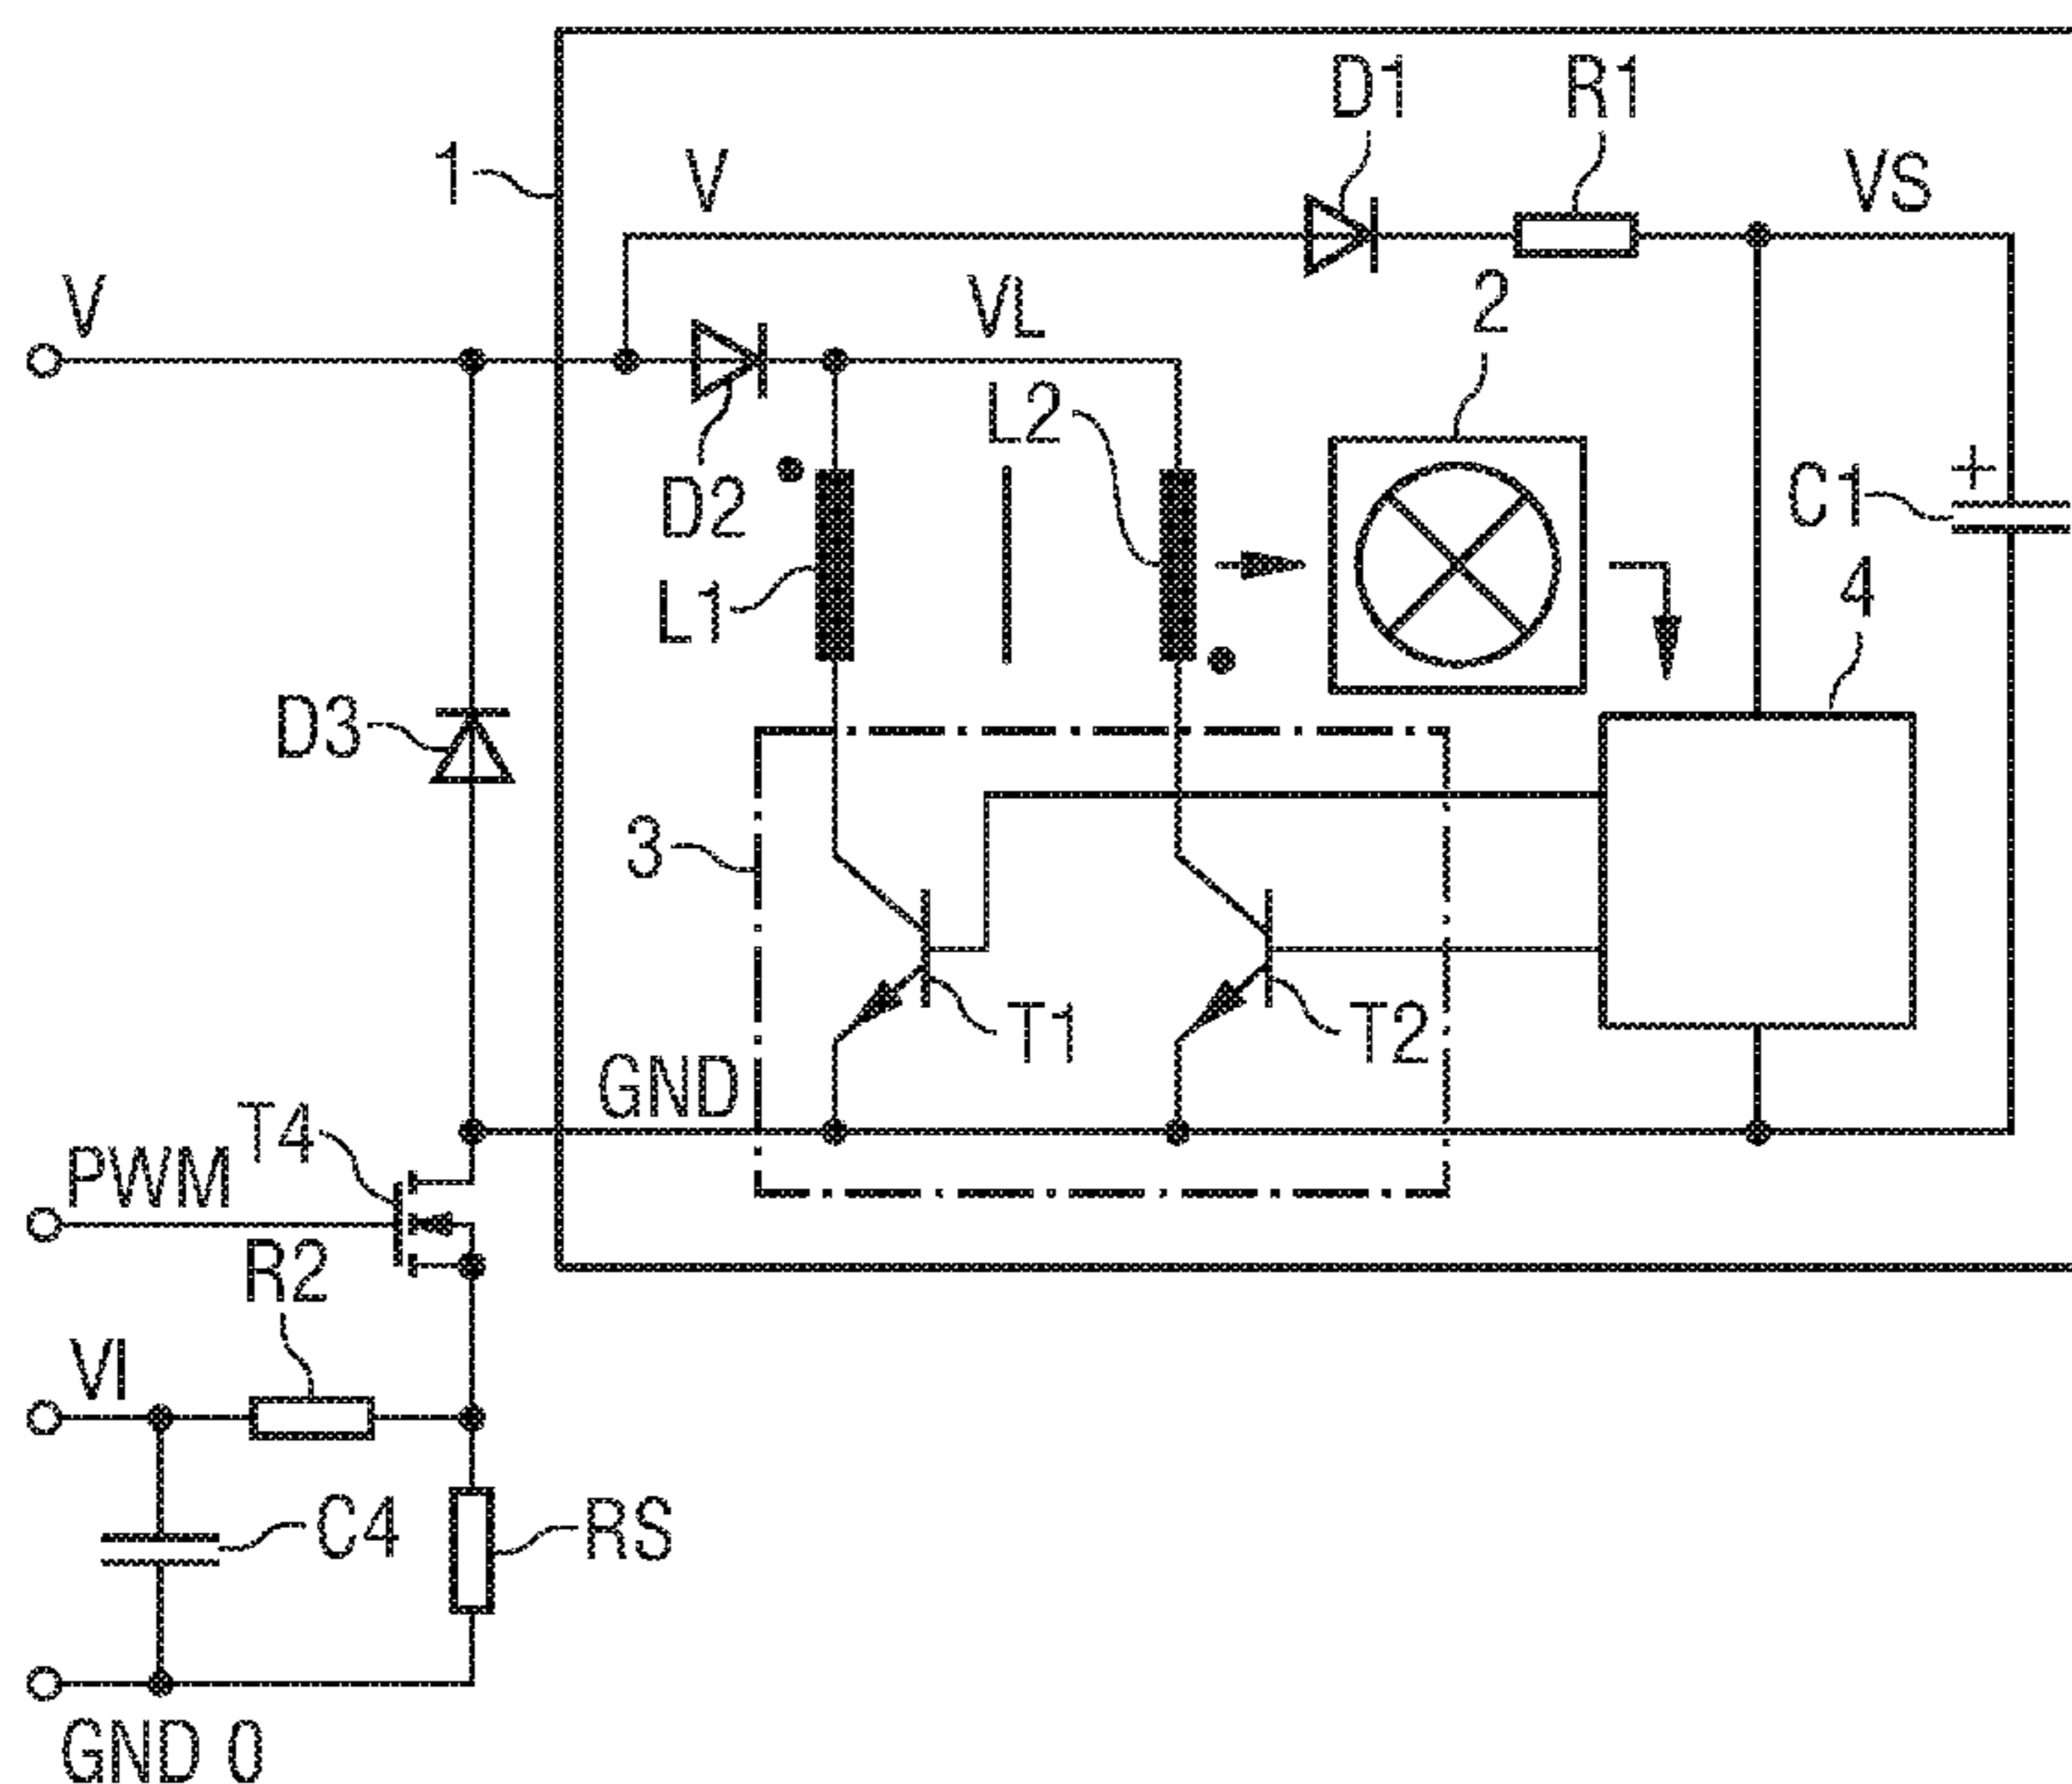 D1
R1
1
V
VS
V
VL
2
L2
D2
C1
L1
4
D3
3
T1
T2
GND
T4
PWM
R2
VI
C4
RS
GND 0